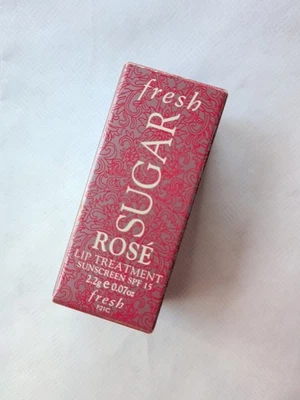 fresh
SUGAR
ROSÉ
LIP TREATMENT
SUNSCREEN SPF 15
2.2g e 0.07oz
fresh